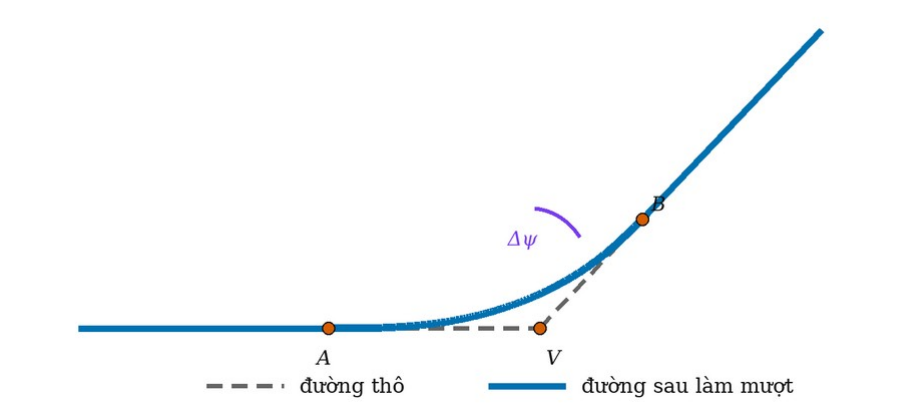 B
Δψ
A
V
đường thô
đường sau làm mượt